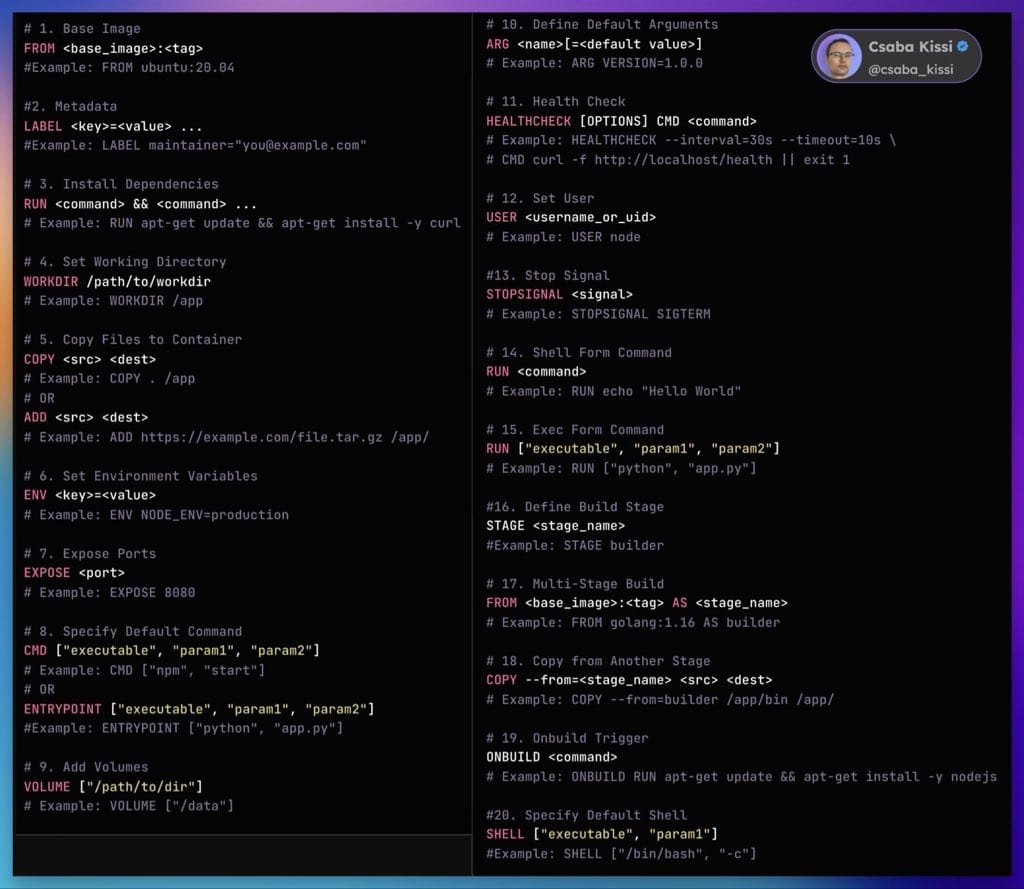 # 1. Base Image
FROM <base_image>:<tag>
#Example: FROM ubuntu:20.04
#2. Metadata
LABEL <key>=<value> ...
#Example: LABEL maintainer="you@example.com"
# 3. Install Dependencies
RUN <command> && <command> ...
# Example: RUN apt-get update && apt-get install -y curl
# 4. Set Working Directory
WORKDIR /path/to/workdir
# Example: WORKDIR /app
# 5. Copy Files to Container
COPY <src> <dest>
# Example: COPY . /app
# OR
ADD <src> <dest>
# Example: ADD https://example.com/file.tar.gz /app/
# 6. Set Environment Variables
ENV <key>=<value>
# Example: ENV NODE_ENV=production
# 7. Expose Ports
EXPOSE <port>
# Example: EXPOSE 8080
# 8. Specify Default Command
CMD ["executable", "param1", "param2"]
# Example: CMD ["npm", "start"]
# OR
ENTRYPOINT ["executable", "param1", "param2"]
#Example: ENTRYPOINT ["python", "app.py"]
# 9. Add Volumes
VOLUME ["/path/to/dir"]
# Example: VOLUME ["/data"]
# 10. Define Default Arguments
ARG <name>[=<default value>]
# Example: ARG VERSION=1.0.0
Csaba Kissi
@csaba_kissi
# 11. Health Check
HEALTHCHECK [OPTIONS] CMD <command>
# Example: HEALTHCHECK --interval=30s --timeout=10s \
# CMD curl -f http://localhost/health || exit 1
# 12. Set User
USER <username_or_uid>
# Example: USER node
#13. Stop Signal
STOPSIGNAL <signal>
# Example: STOPSIGNAL SIGTERM
# 14. Shell Form Command
RUN <command>
# Example: RUN echo "Hello World"
# 15. Exec Form Command
RUN ["executable", "param1", "param2"]
# Example: RUN ["python", "app.py"]
#16. Define Build Stage
STAGE <stage_name>
#Example: STAGE builder
# 17. Multi-Stage Build
FROM <base_image>:<tag> AS <stage_name>
# Example: FROM golang:1.16 AS builder
# 18. Copy from Another Stage
COPY --from=<stage_name> <src> <dest>
# Example: COPY --from=builder /app/bin /app/
# 19. Onbuild Trigger
ONBUILD <command>
# Example: ONBUILD RUN apt-get update && apt-get install -y nodejs
#20. Specify Default Shell
SHELL ["executable", "param1"]
#Example: SHELL ["/bin/bash", "-c"]